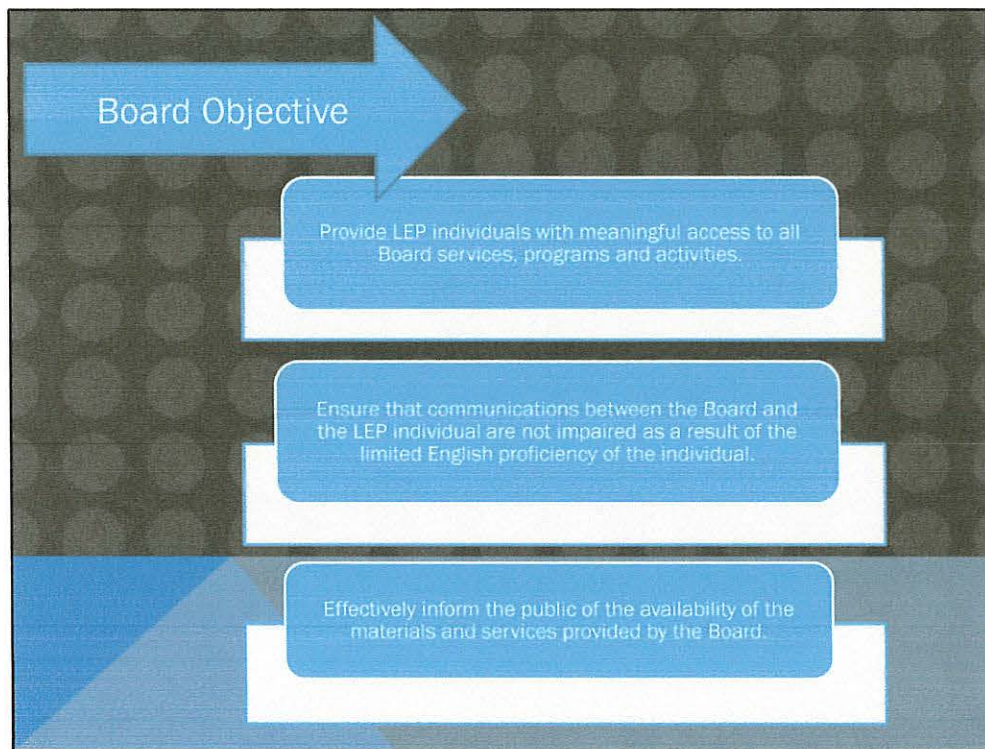 Board Objective
Provide LEP individuals with meaningful access to all
Board services, programs and activities.
Ensure that communications between the Board and
the LEP individual are not impaired as a result of the
limited English proficiency of the individual.
Effectively inform the public of the availability of the
materials and services provided by the Board.